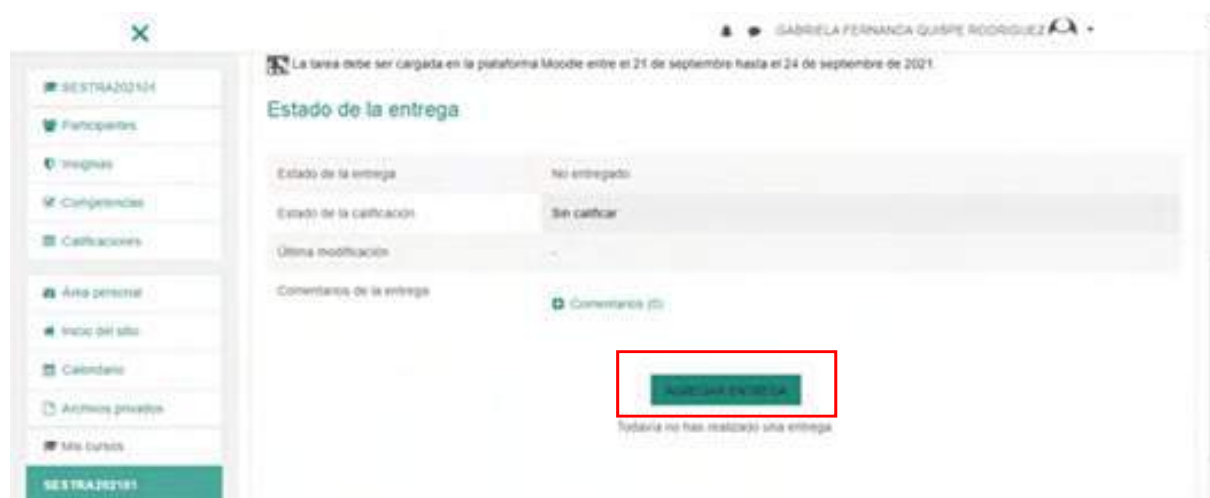 GABRIELA FERNANDA QUISPE RODRIGUEZ
La tarea debe ser cargada en la plataforma Moodle entre el 21 de septiembre hasta el 24 de septiembre de 2021.
SESTRA202101
Participantes
Insignias
Competencias
Calificaciones
Área personal
Inicio del sitio
Calendario
Archivos privados
Mis cursos
SESTRA202101
Estado de la entrega
Estado de la entrega No entregado
Estado de la calificación Sin calificar
Última modificación -
Comentarios de la entrega Comentarios (0)
AGREGAR ENTREGA
Todavía no has realizado una entrega